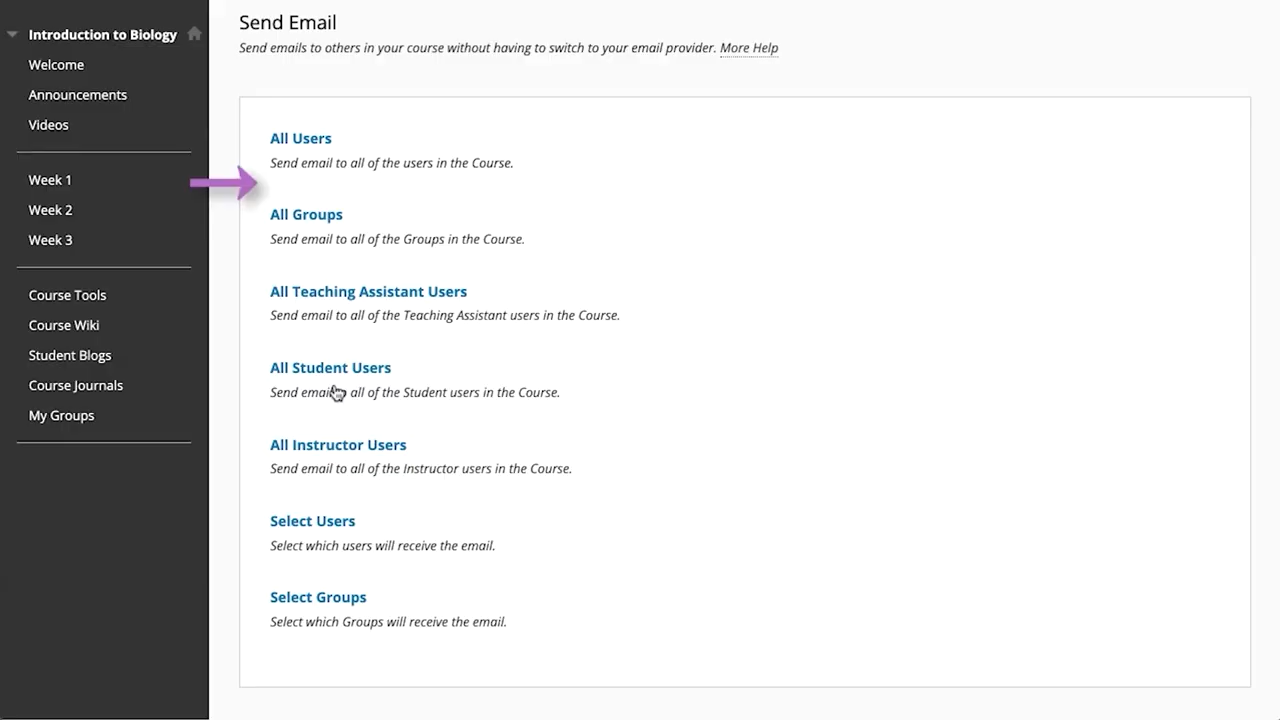 Introduction to Biology
Welcome
Announcements
Videos
Week 1
Week 2
Week 3
Course Tools
Course Wiki
Student Blogs
Course Journals
My Groups
Send Email
Send emails to others in your course without having to switch to your email provider. More Help
All Users
Send email to all of the users in the Course.
All Groups
Send email to all of the Groups in the Course.
All Teaching Assistant Users
Send email to all of the Teaching Assistant users in the Course.
All Student Users
Send email all of the Student users in the Course.
All Instructor Users
Send email to all of the Instructor users in the Course.
Select Users
Select which users will receive the email.
Select Groups
Select which Groups will receive the email.